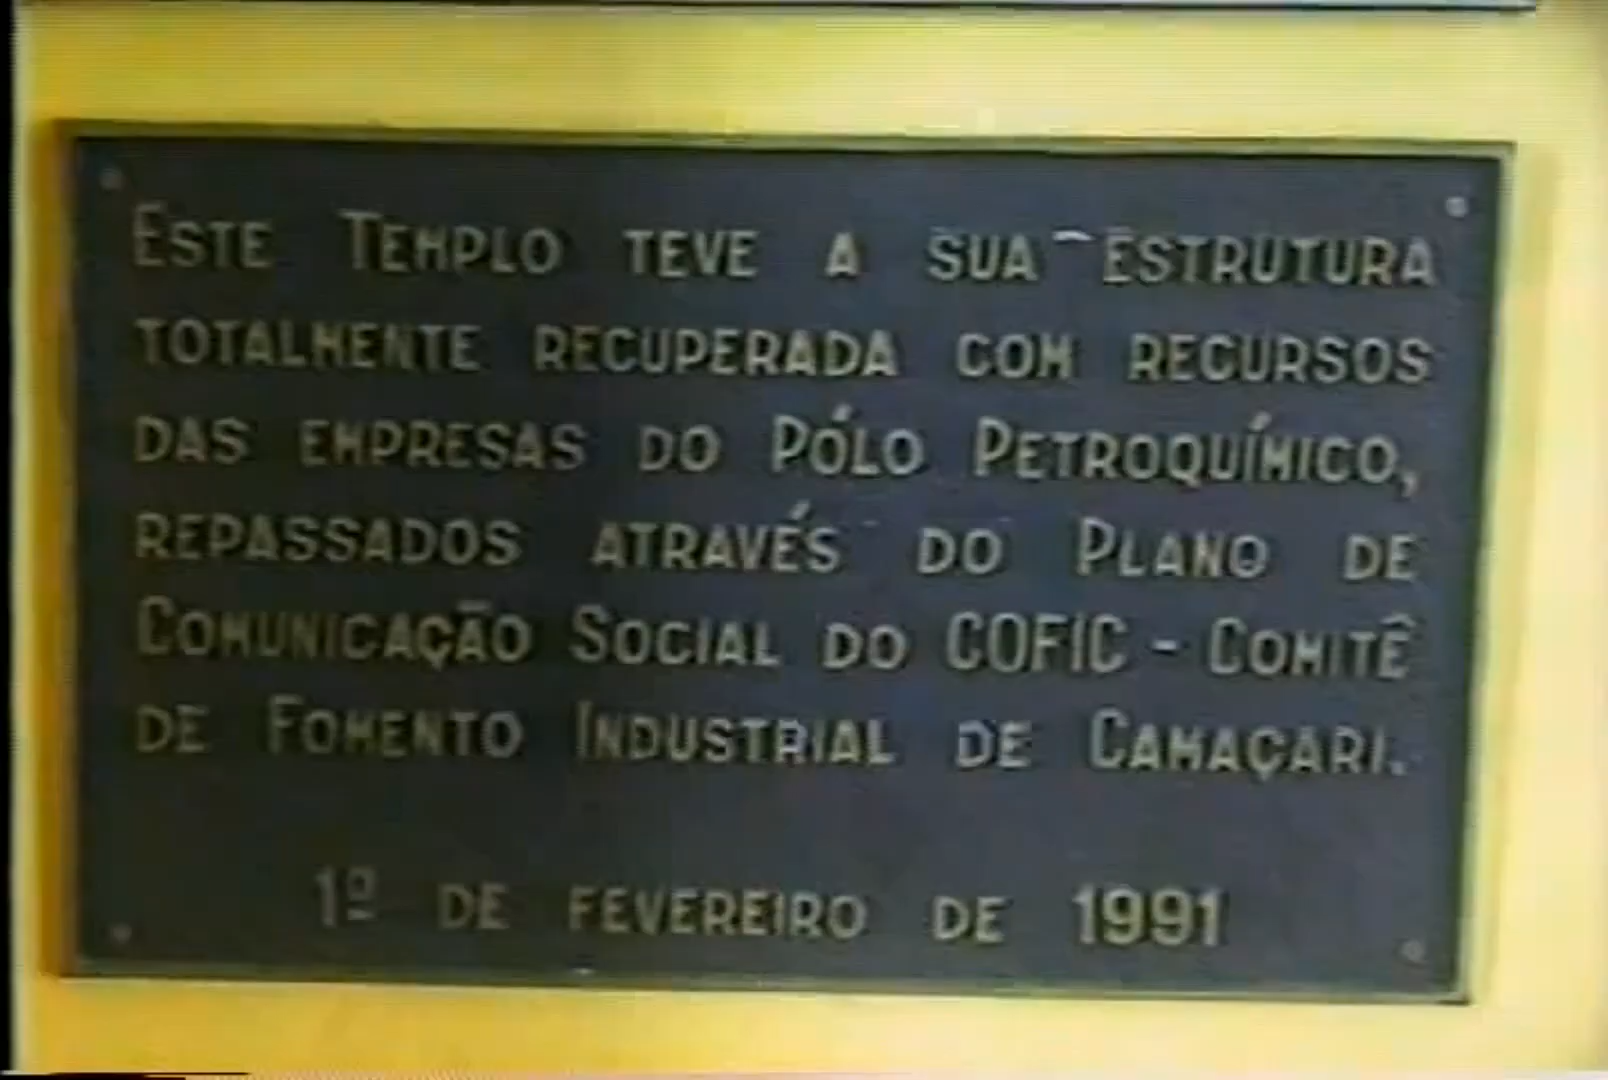 Este Templo teve a sua estrutura
totalmente recuperada com recursos
das empresas do Pólo Petroquímico,
repassados através do Plano de
Comunicação Social do COFIC - Comitê
de Fomento Industrial de Camaçari.
1º de fevereiro de 1991